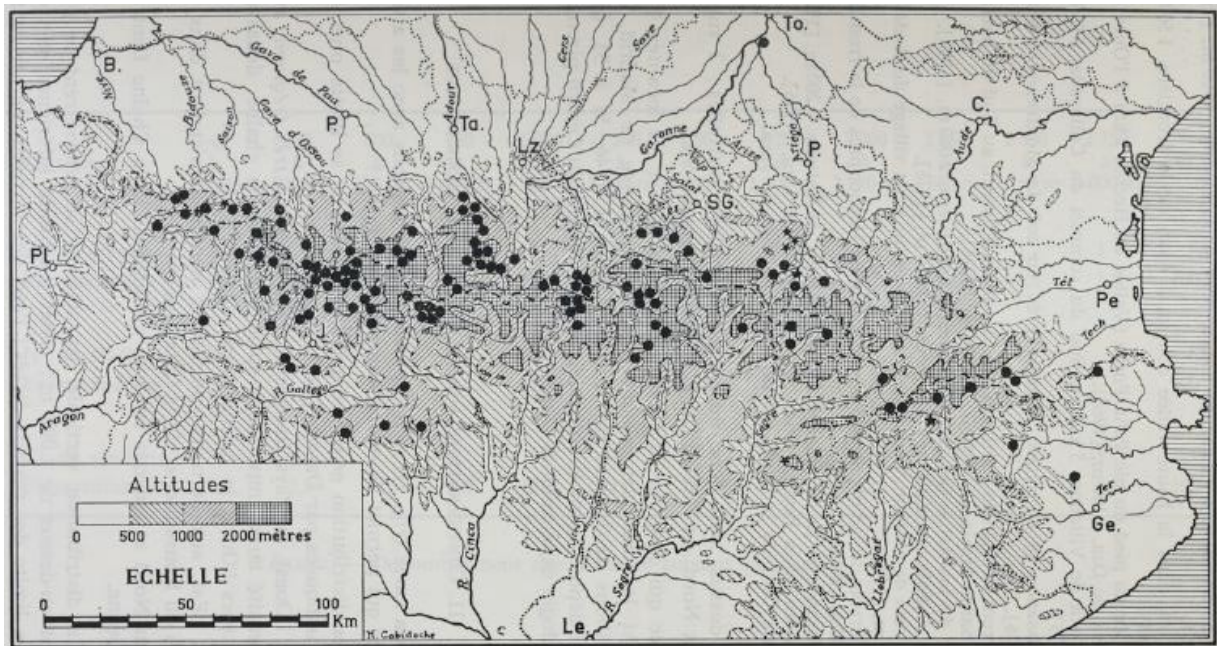 To.
B.
Nive
Bidouze
Saison
Gave d'Oloron
Gave de Pau
P.
Adour
Ta.
Lz.
Gers
Save
Garonne
Arize
Ariège
P.
Salat
SG.
Aude
C.
Pl.
J.
Têt
Pe
Tech
R. Gallego
Aragon
Segre
R. Cinca
R. Segre
Le.
Llobregat
Ter
Ge.
Altitudes
0 500 1000 2000 mètres
ECHELLE
0 50 100
Km
H. Cabidoche